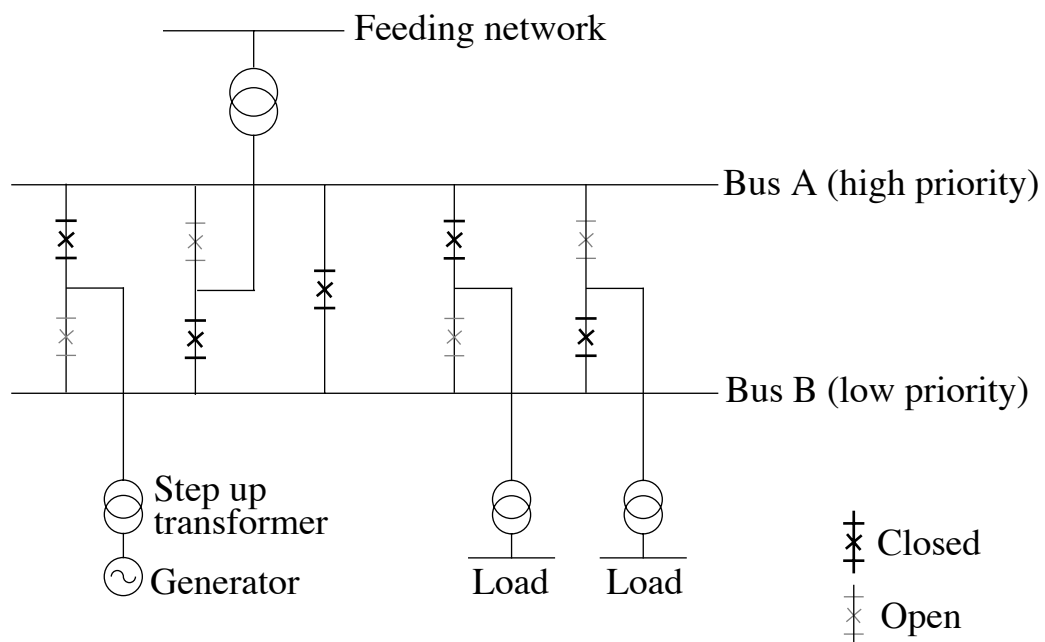 Feeding network
Bus A (high priority)
Bus B (low priority)
Step up
transformer
Generator
Load
Load
Closed
Open